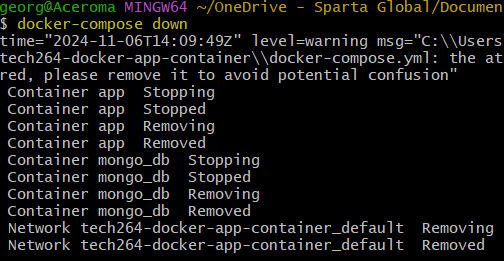 georg@Aceroma MINGW64 ~/OneDrive - Sparta Global/Documen
$ docker-compose down
time="2024-11-06T14:09:49Z" level=warning msg="C:\\Users
tech264-docker-app-container\\docker-compose.yml: the at
red, please remove it to avoid potential confusion"
Container app  Stopping
Container app  Stopped
Container app  Removing
Container app  Removed
Container mongo_db  Stopping
Container mongo_db  Stopped
Container mongo_db  Removing
Container mongo_db  Removed
Network tech264-docker-app-container_default  Removing
Network tech264-docker-app-container_default  Removed